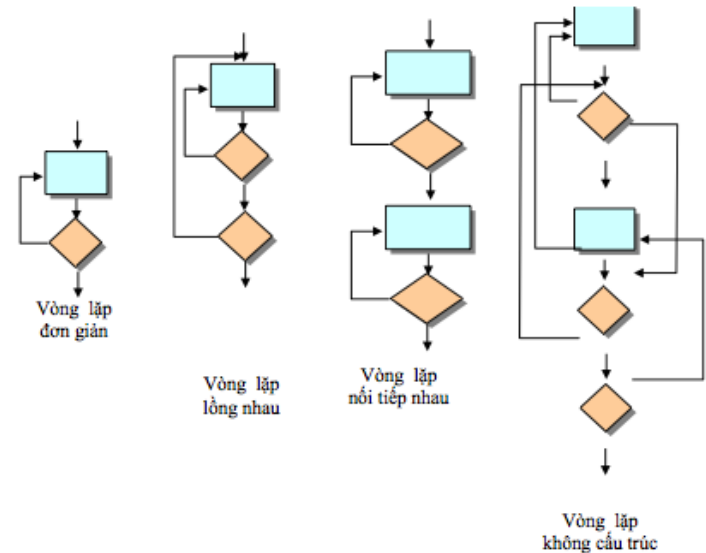 Vòng lặp
đơn giản
Vòng lặp
lồng nhau
Vòng lặp
nối tiếp nhau
Vòng lặp
không cấu trúc